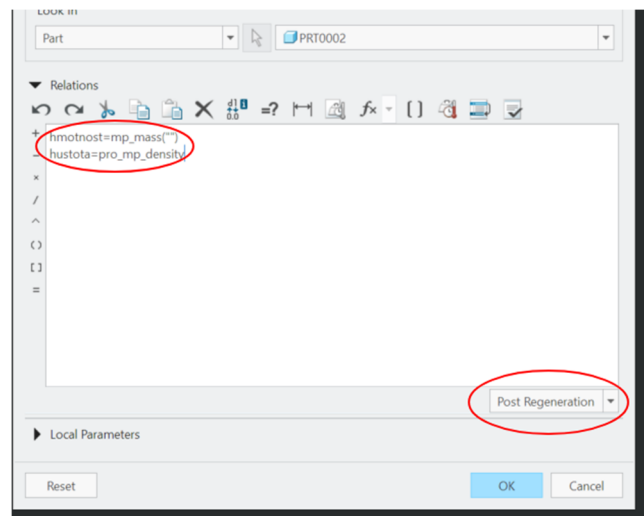 Look In
Part
PRT0002
Relations
hmotnost=mp_mass("")
hustota=pro_mp_density
Post Regeneration
Local Parameters
Reset
OK
Cancel